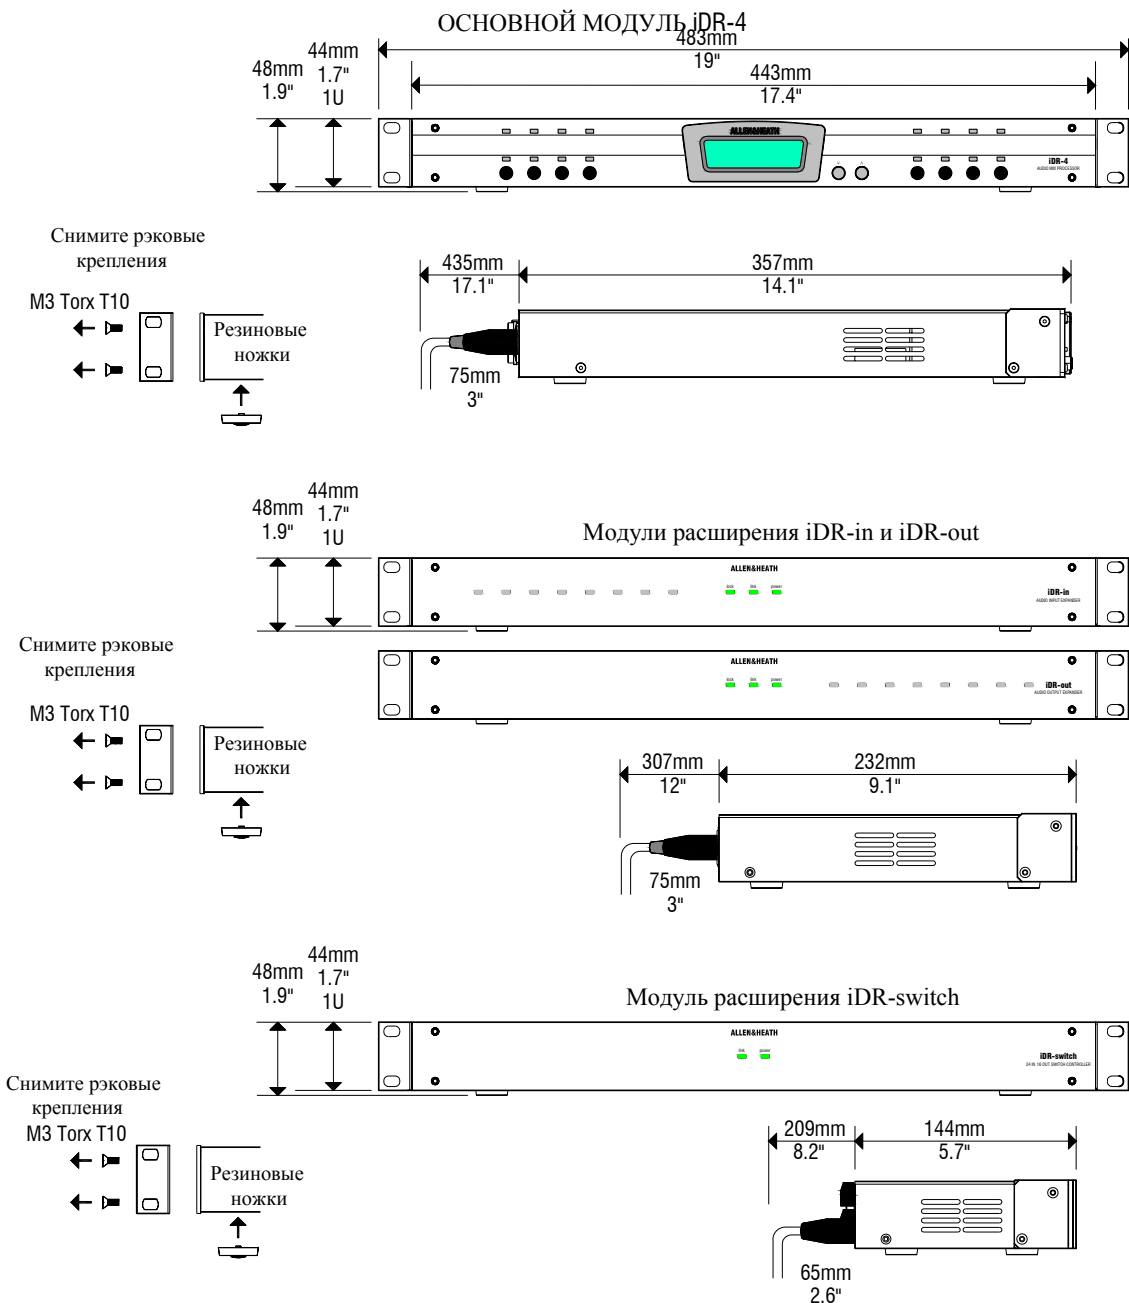 ОСНОВНОЙ МОДУЛЬ iDR-4
483mm
19"
44mm
1.7"
1U
48mm
1.9"
443mm
17.4"
ALLEN&HEATH
iDR-4
AUDIO MIX PROCESSOR
Снимите рэковые
крепления
M3 Torx T10
Резиновые
ножки
435mm
17.1"
357mm
14.1"
75mm
3"
44mm
1.7"
1U
48mm
1.9"
Модули расширения iDR-in и iDR-out
ALLEN&HEATH
lock link power
iDR-in
AUDIO INPUT EXPANDER
Снимите рэковые
крепления
ALLEN&HEATH
lock link power
iDR-out
AUDIO OUTPUT EXPANDER
M3 Torx T10
Резиновые
ножки
307mm
12"
232mm
9.1"
75mm
3"
44mm
1.7"
1U
48mm
1.9"
Модуль расширения iDR-switch
ALLEN&HEATH
link power
iDR-switch
24 IN 16 OUT SWITCH CONTROLLER
Снимите рэковые
крепления
M3 Torx T10
Резиновые
ножки
209mm
8.2"
144mm
5.7"
65mm
2.6"